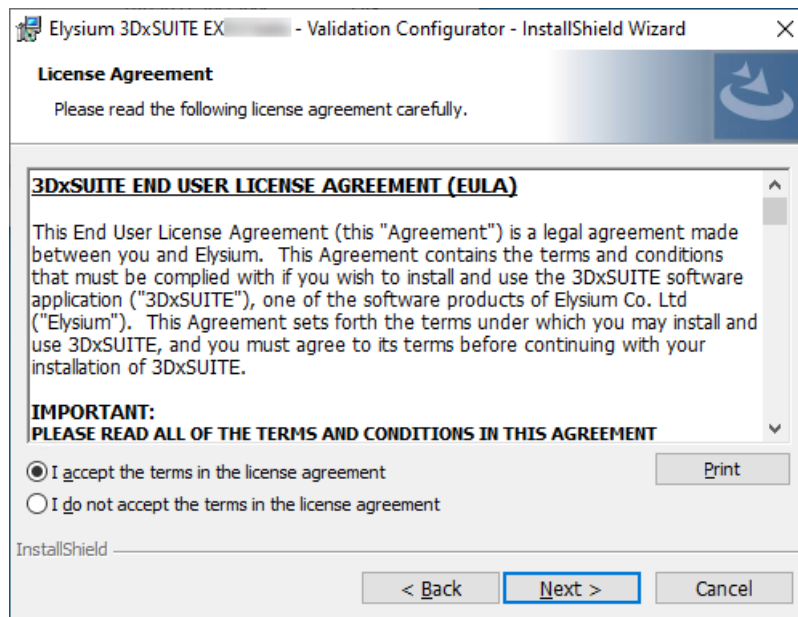 Elysium 3DxSUITE EX - Validation Configurator - InstallShield Wizard
License Agreement
Please read the following license agreement carefully.
3DxSUITE END USER LICENSE AGREEMENT (EULA)
This End User License Agreement (this "Agreement") is a legal agreement made
between you and Elysium.  This Agreement contains the terms and conditions
that must be complied with if you wish to install and use the 3DxSUITE software
application ("3DxSUITE"), one of the software products of Elysium Co. Ltd
("Elysium").  This Agreement sets forth the terms under which you may install and
use 3DxSUITE, and you must agree to its terms before continuing with your
installation of 3DxSUITE.
IMPORTANT:
PLEASE READ ALL OF THE TERMS AND CONDITIONS IN THIS AGREEMENT
I accept the terms in the license agreement
Print
I do not accept the terms in the license agreement
InstallShield
< Back
Next >
Cancel